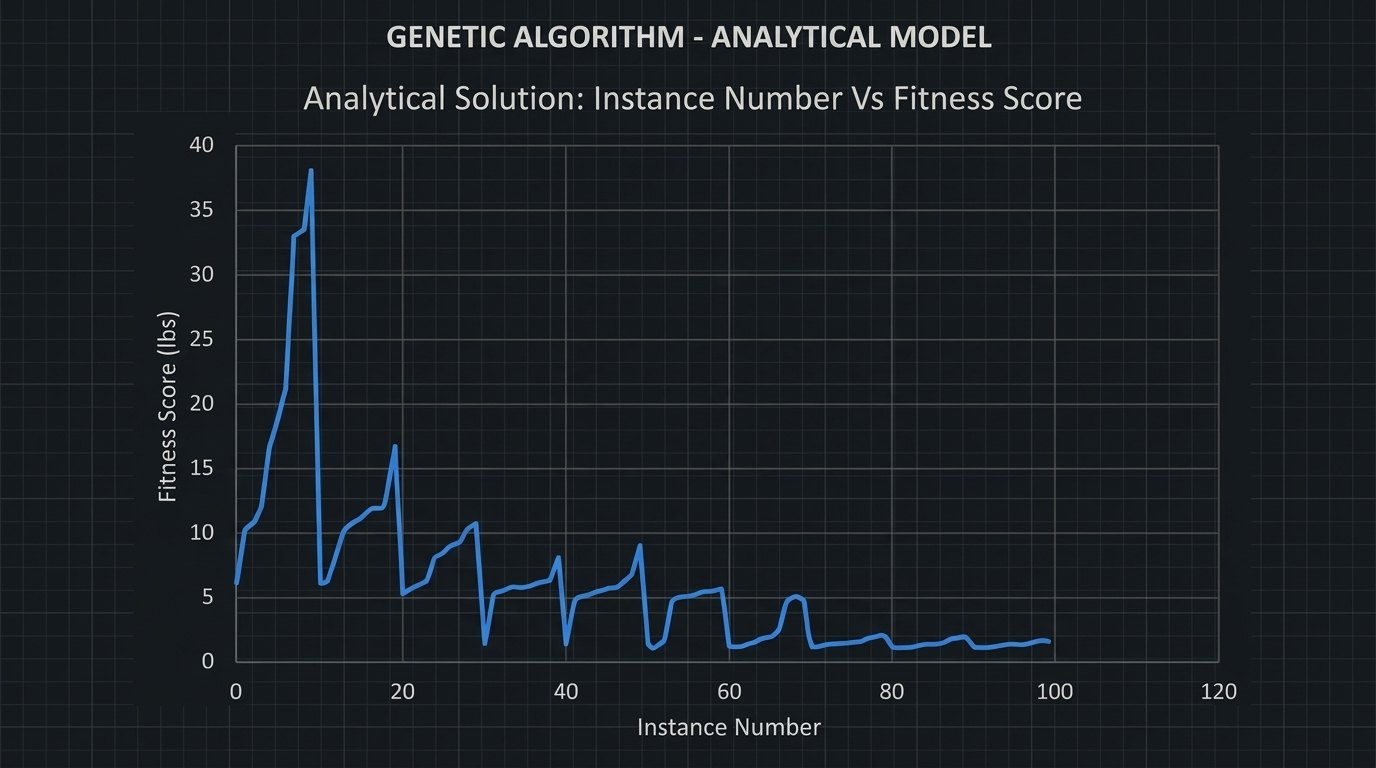 GENETIC ALGORITHM - ANALYTICAL MODEL
Analytical Solution: Instance Number Vs Fitness Score
40
35
30
25
20
15
10
5
0
Fitness Score (lbs)
0 20 40 60 80 100 120
Instance Number